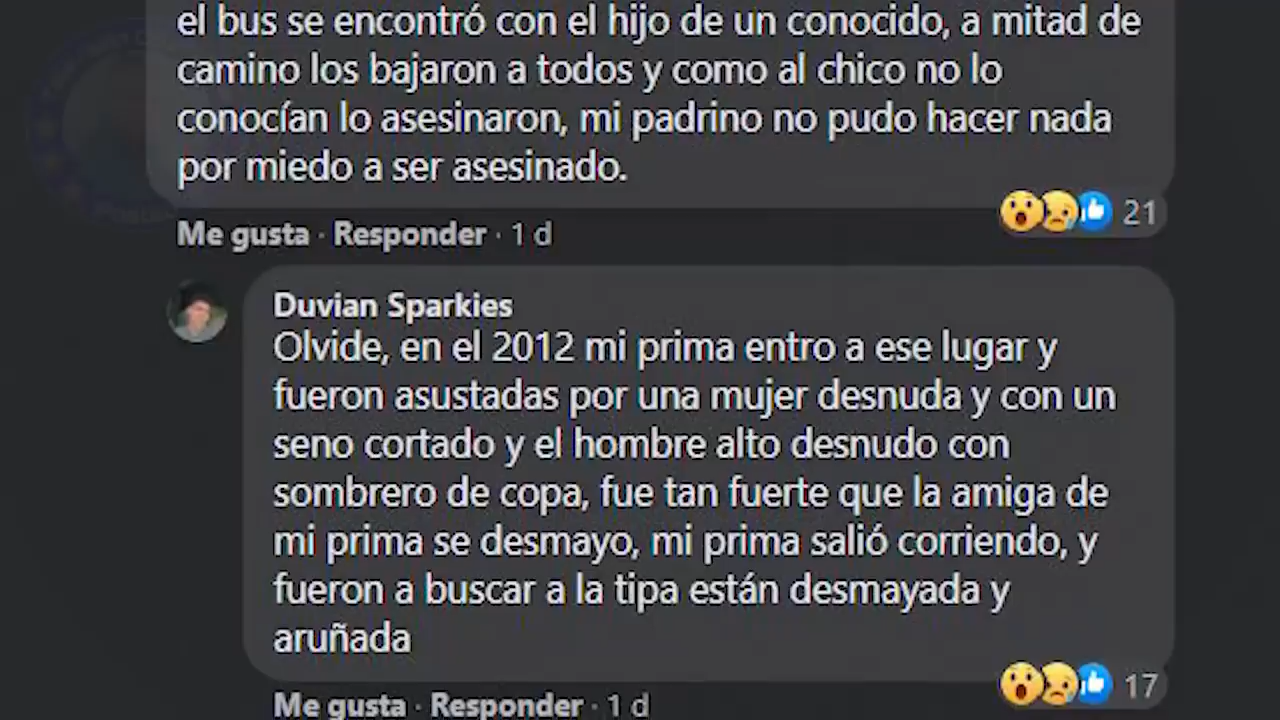 el bus se encontró con el hijo de un conocido, a mitad de
camino los bajaron a todos y como al chico no lo
conocían lo asesinaron, mi padrino no pudo hacer nada
por miedo a ser asesinado.
21
Me gusta · Responder · 1 d
Duvian Sparkies
Olvide, en el 2012 mi prima entro a ese lugar y
fueron asustadas por una mujer desnuda y con un
seno cortado y el hombre alto desnudo con
sombrero de copa, fue tan fuerte que la amiga de
mi prima se desmayo, mi prima salió corriendo, y
fueron a buscar a la tipa están desmayada y
aruñada
17
Me gusta · Responder · 1 d